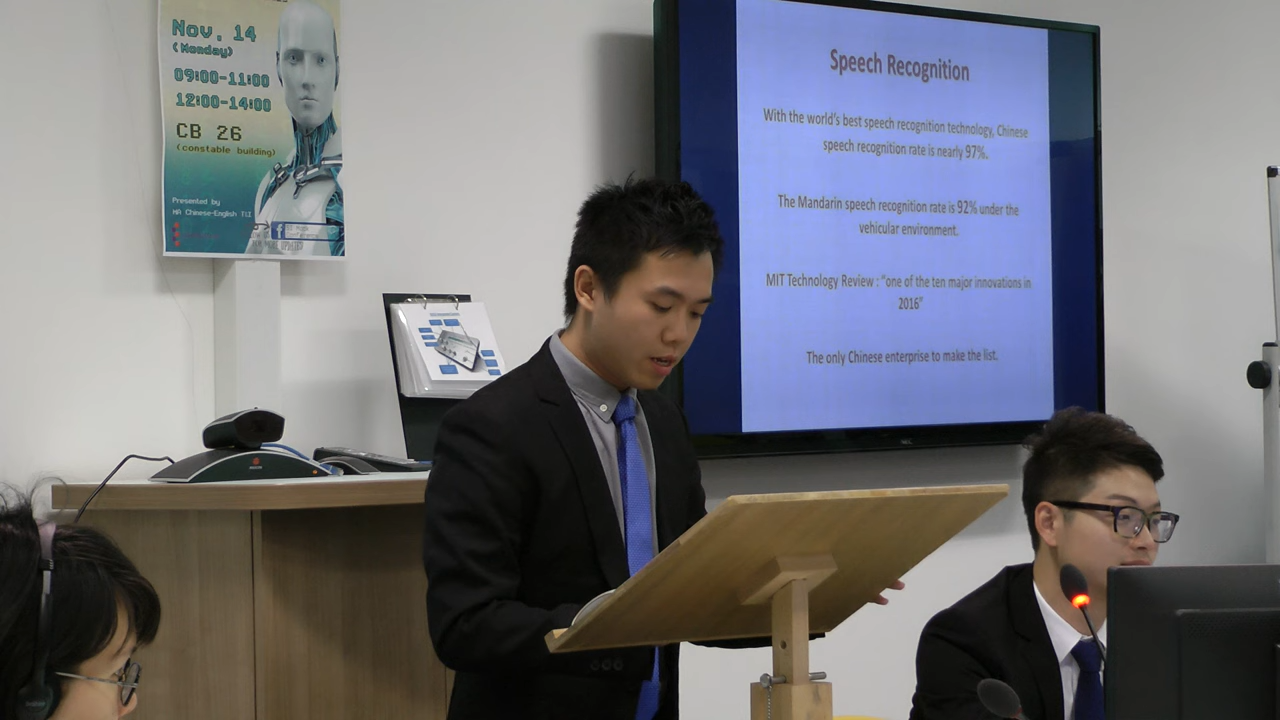 Nov, 14
(Monday)
09:00-11:00
12:00-14:00
CB 26
(constable building)
Presented by
MA Chinese-English TII
Speech Recognition
With the world's best speech recognition technology, Chinese
speech recognition rate is nearly 97%.
The Mandarin speech recognition rate is 92% under the
vehicular environment.
MIT Technology Review : "one of the ten major innovations in
2016"
The only Chinese enterprise to make the list.
NEC